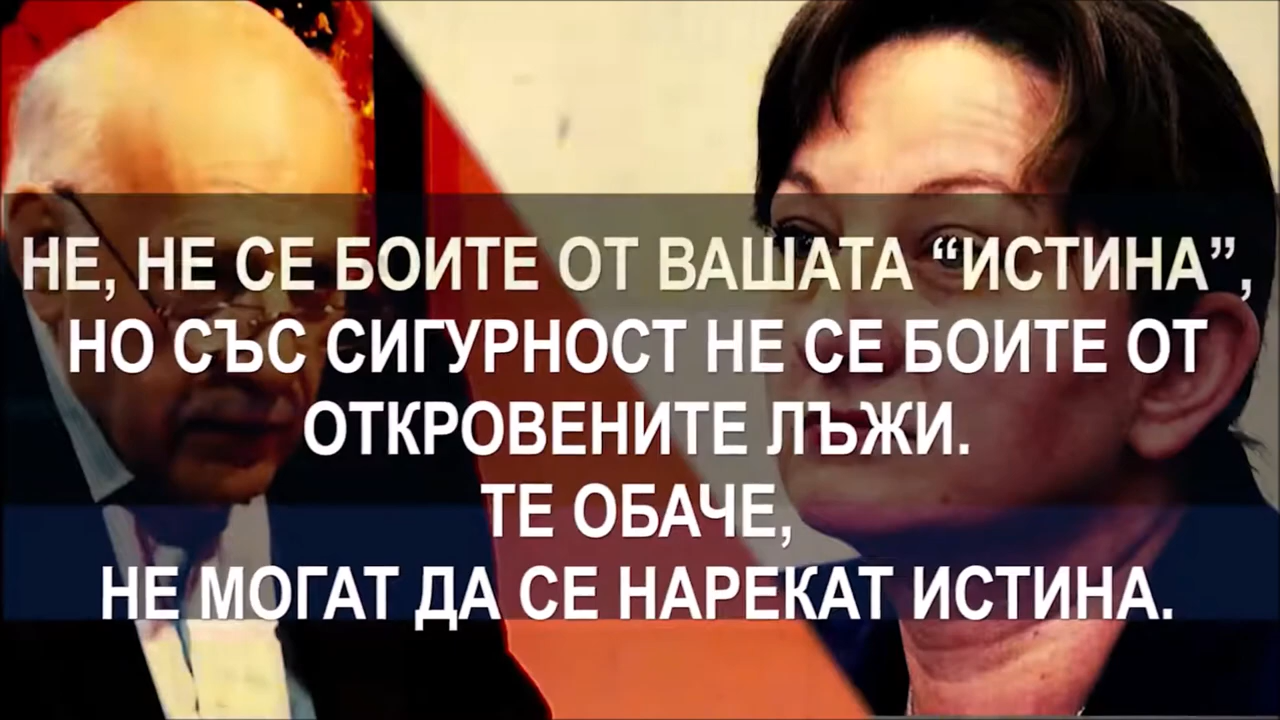 НЕ, НЕ СЕ БОИТЕ ОТ ВАШАТА “ИСТИНА”,
НО СЪС СИГУРНОСТ НЕ СЕ БОИТЕ ОТ
ОТКРОВЕНИТЕ ЛЪЖИ.
ТЕ ОБАЧЕ,
НЕ МОГАТ ДА СЕ НАРЕКАТ ИСТИНА.